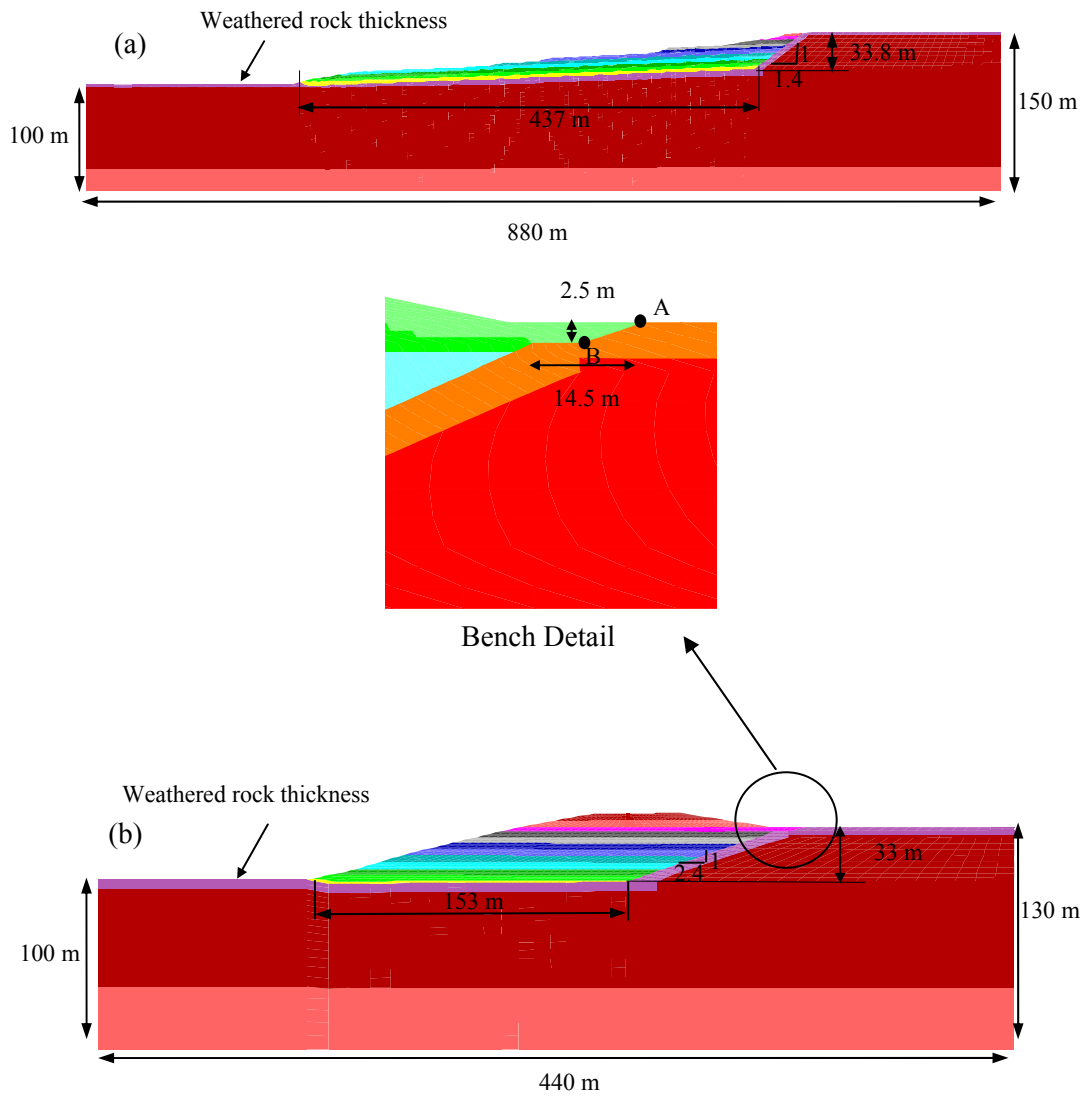 Weathered rock thickness
(a)
1
33.8 m
1.4
437 m
100 m
150 m
880 m
2.5 m
A
B
14.5 m
Bench Detail
Weathered rock thickness
(b)
1
2.4
33 m
153 m
100 m
130 m
440 m